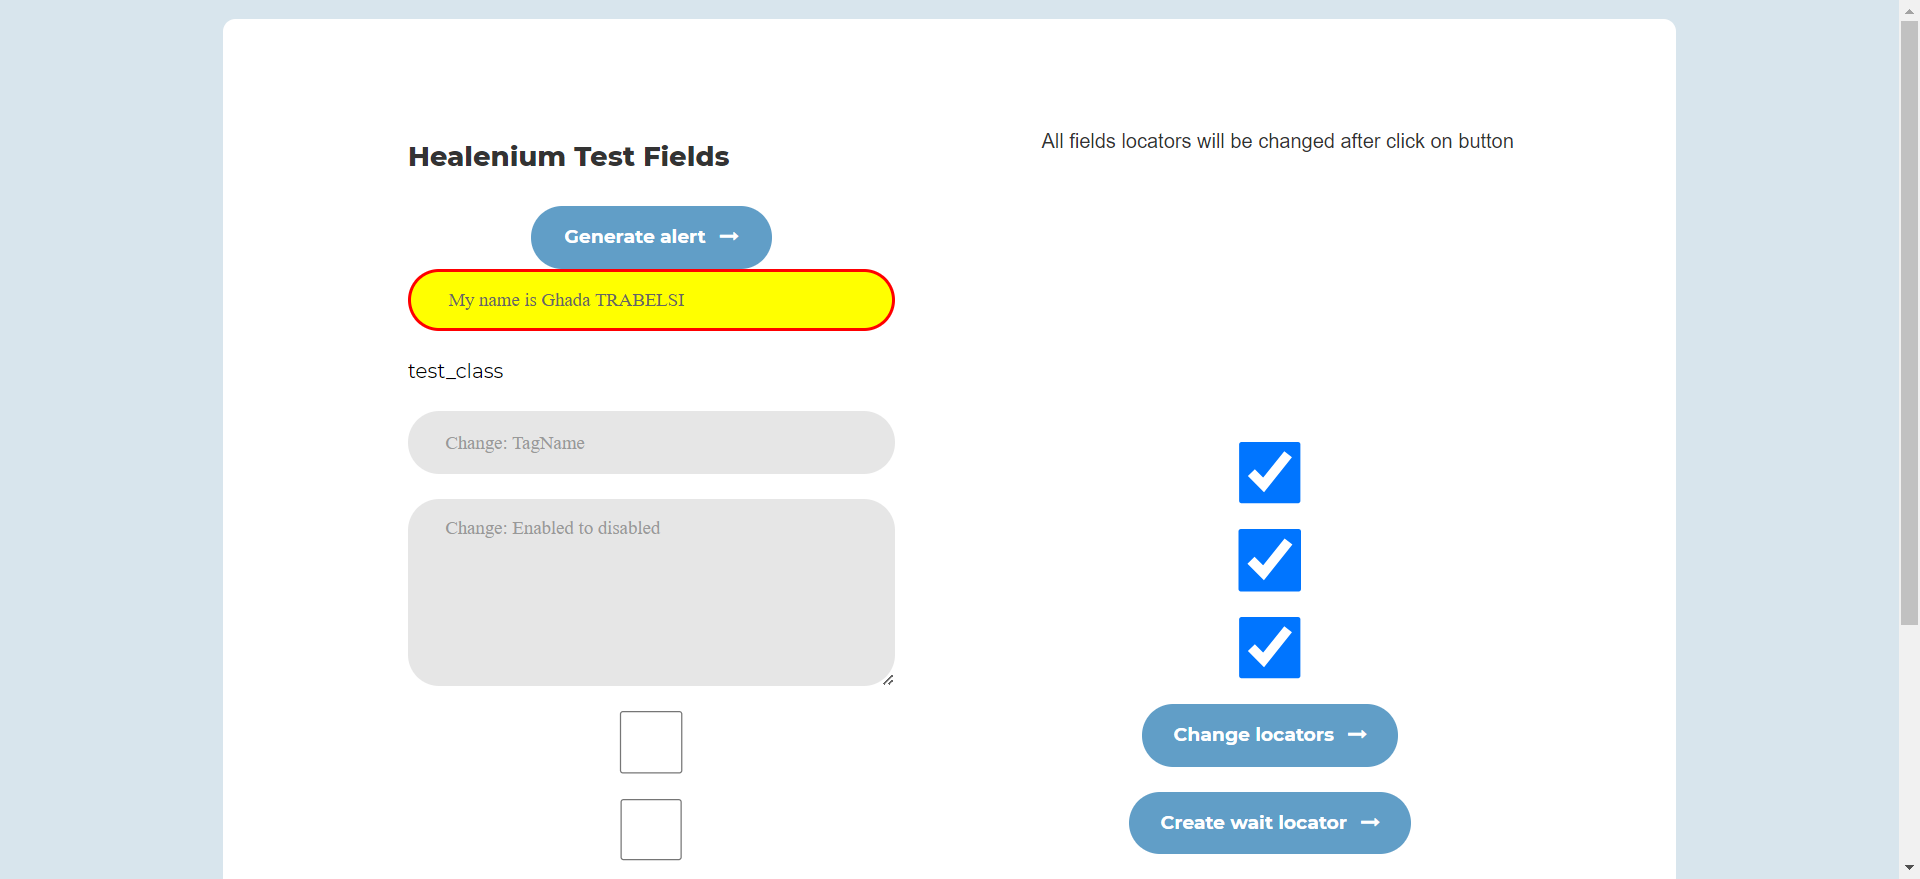 Healenium Test Fields
All fields locators will be changed after click on button
Generate alert
My name is Ghada TRABELSI
test_class
Change: TagName
Change: Enabled to disabled
Change locators
Create wait locator